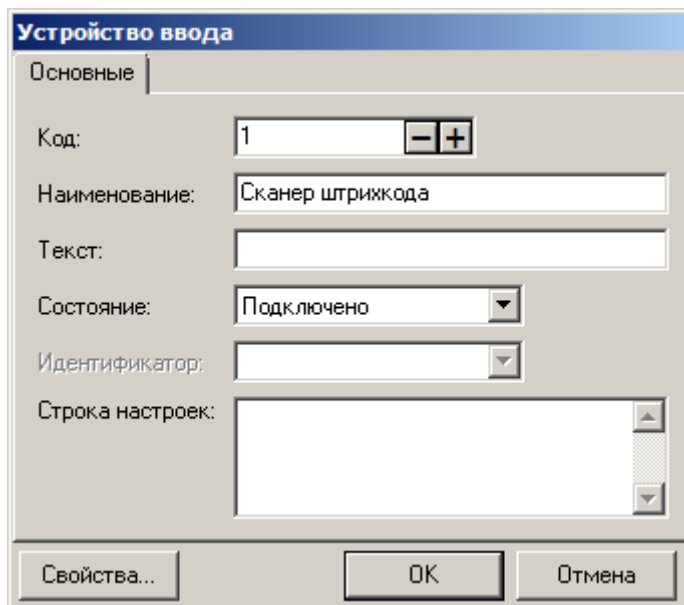 Устройство ввода
Основные
Код: 1
Наименование: Сканер штрихкода
Текст:
Состояние: Подключено
Идентификатор:
Строка настроек:
Свойства... OK Отмена